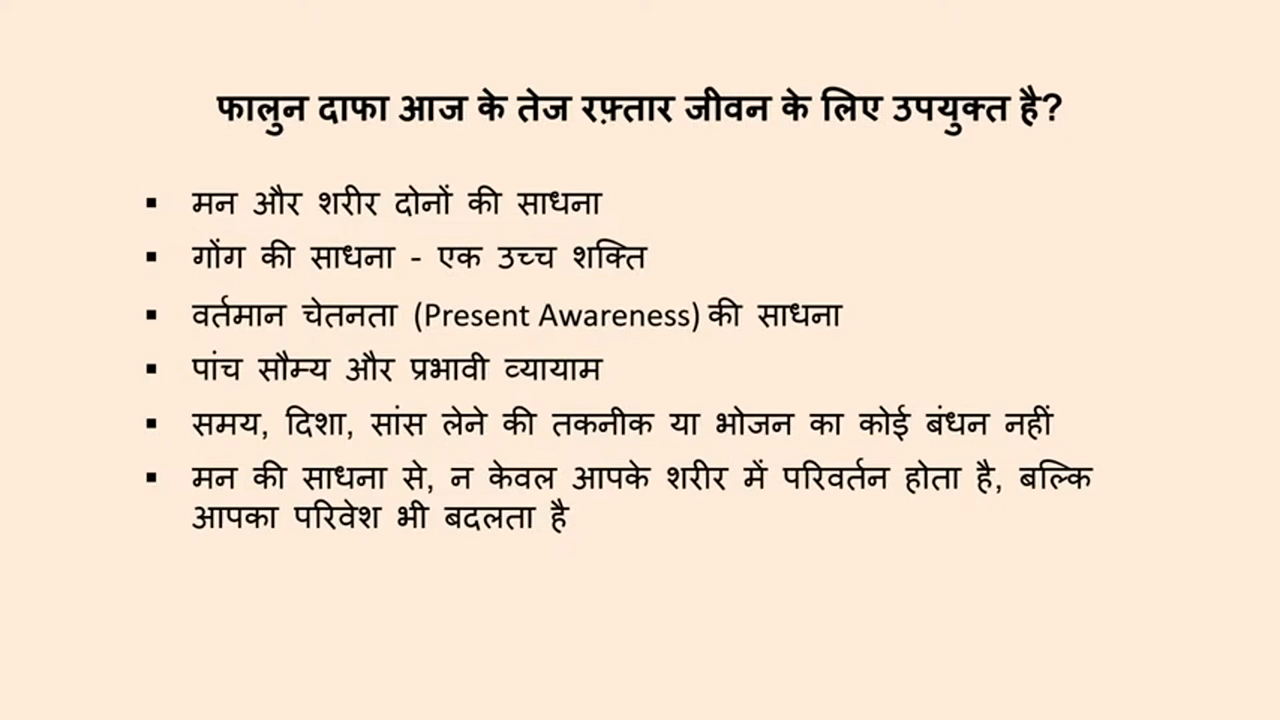 फालुन दाफा आज के तेज रफ़्तार जीवन के लिए उपयुक्त है?
▪ मन और शरीर दोनों की साधना
▪ गोंग की साधना - एक उच्च शक्ति
▪ वर्तमान चेतनता (Present Awareness) की साधना
▪ पांच सौम्य और प्रभावी व्यायाम
▪ समय, दिशा, सांस लेने की तकनीक या भोजन का कोई बंधन नहीं
▪ मन की साधना से, न केवल आपके शरीर में परिवर्तन होता है, बल्कि
आपका परिवेश भी बदलता है